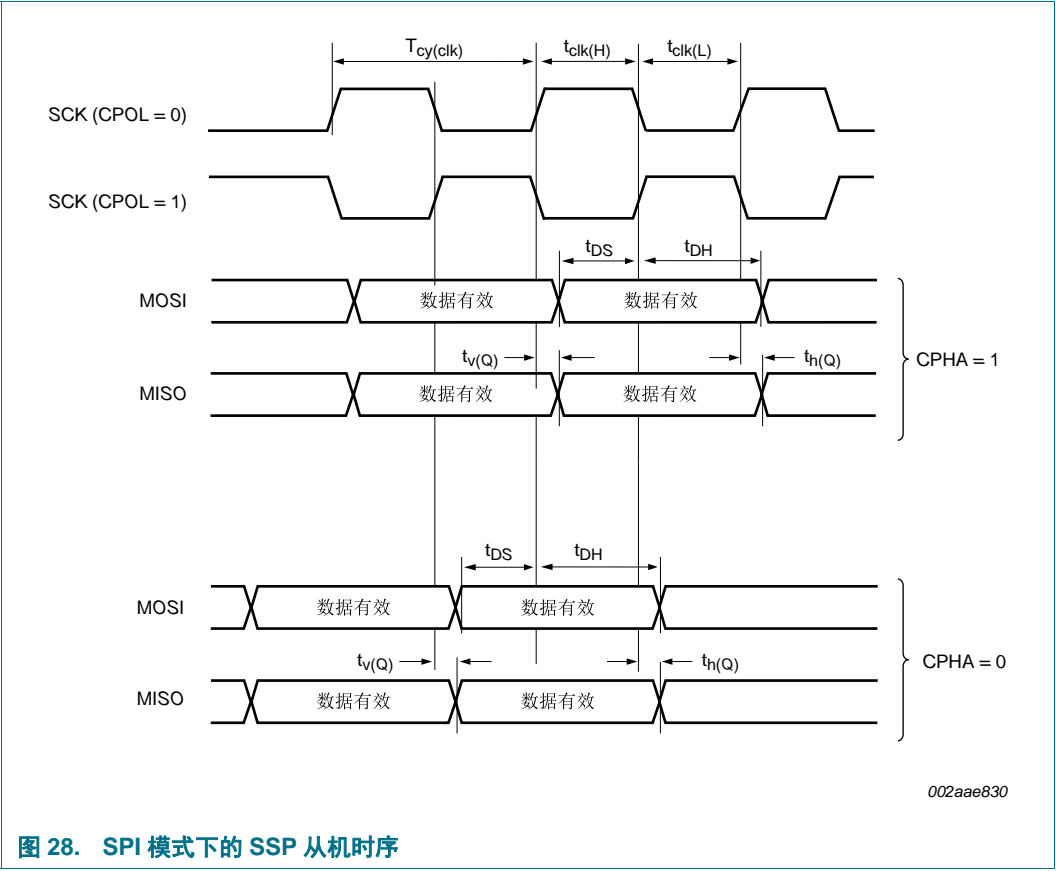 Tcy(clk) tclk(H) tclk(L)
SCK (CPOL = 0)
SCK (CPOL = 1)
tDS tDH
MOSI 数据有效 数据有效
tv(Q) th(Q)
CPHA = 1
MISO 数据有效 数据有效
tDS tDH
MOSI 数据有效 数据有效
tv(Q) th(Q)
CPHA = 0
MISO 数据有效 数据有效
002aae830
图 28. SPI 模式下的 SSP 从机时序